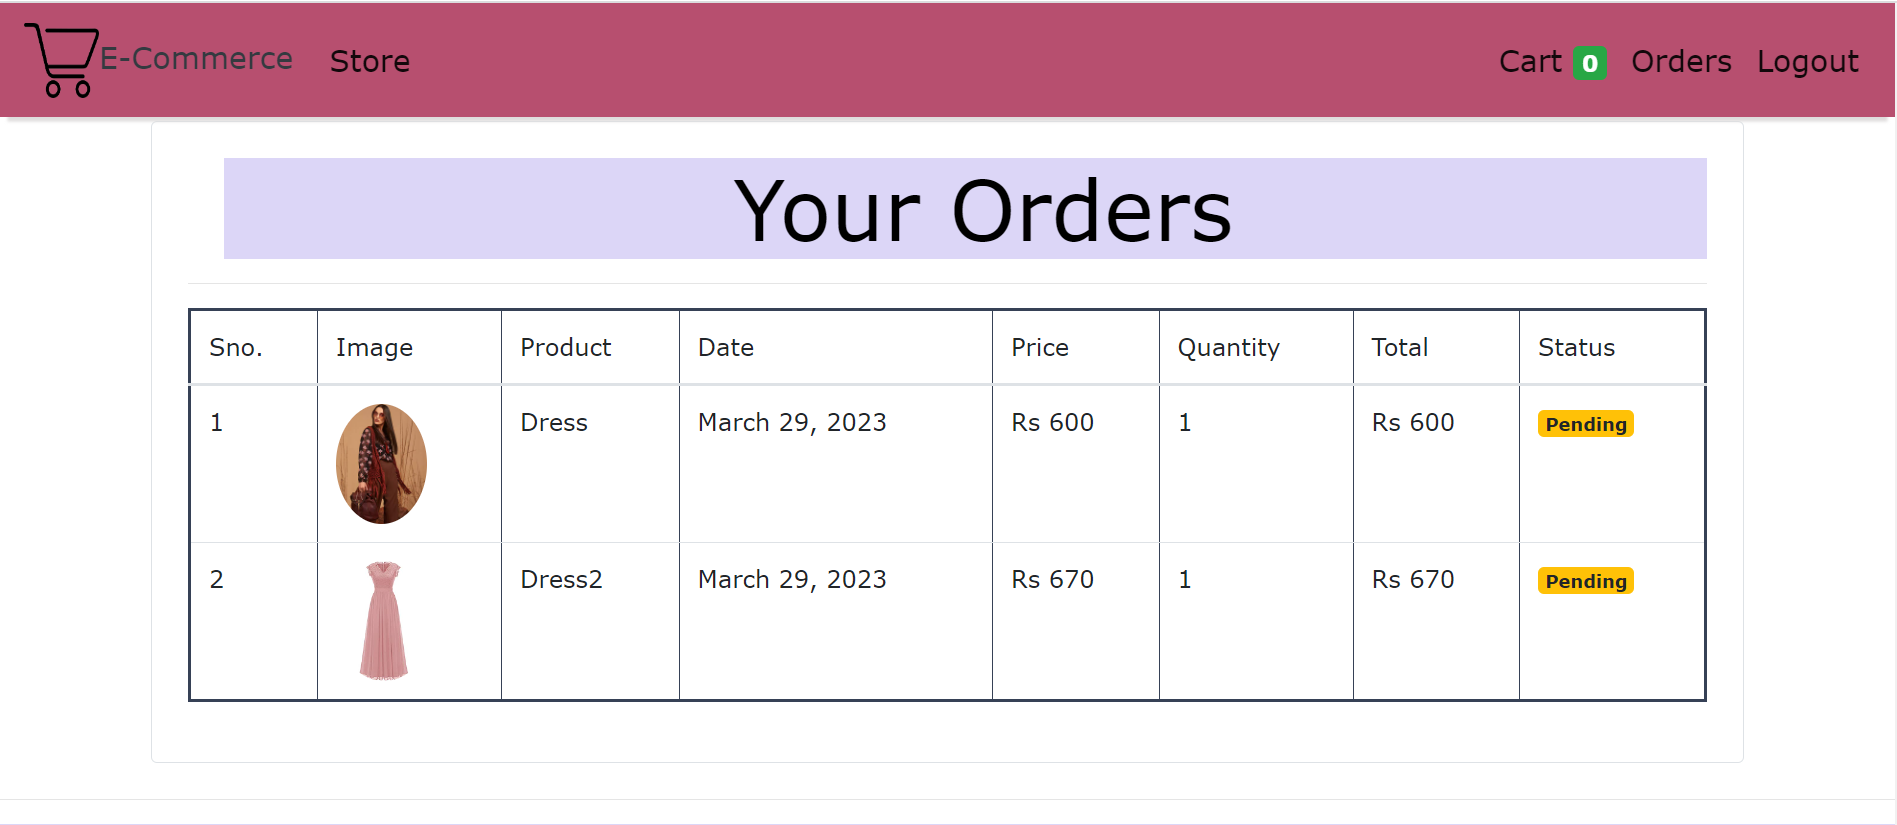 E-Commerce Store Cart 0 Orders Logout
Your Orders
Sno. Image Product Date Price Quantity Total Status
1 Dress March 29, 2023 Rs 600 1 Rs 600 Pending
2 Dress2 March 29, 2023 Rs 670 1 Rs 670 Pending